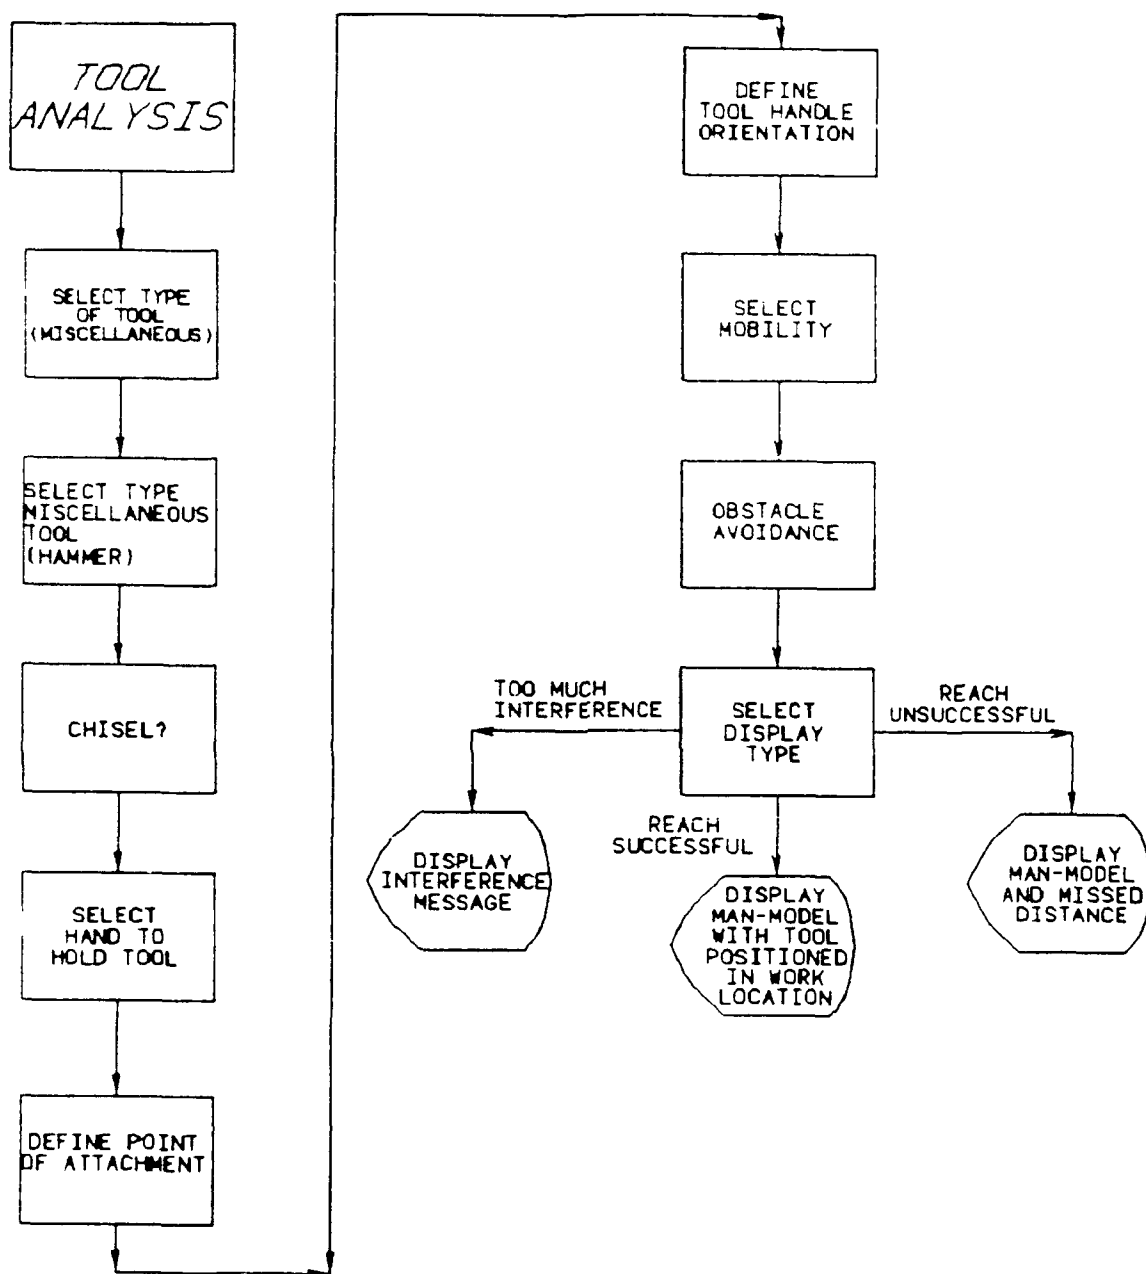 TOOL
ANALYSIS
SELECT TYPE
OF TOOL
(MISCELLANEOUS)
SELECT TYPE
MISCELLANEOUS
TOOL
(HAMMER)
CHISEL?
SELECT
HAND TO
HOLD TOOL
DEFINE POINT
OF ATTACHMENT
DEFINE
TOOL HANDLE
ORIENTATION
SELECT
MOBILITY
OBSTACLE
AVOIDANCE
SELECT
DISPLAY
TYPE
TOO MUCH
INTERFERENCE
REACH
UNSUCCESSFUL
REACH
SUCCESSFUL
DISPLAY
INTERFERENCE
MESSAGE
DISPLAY
MAN-MODEL
WITH TOOL
POSITIONED
IN WORK
LOCATION
DISPLAY
MAN-MODEL
AND MISSED
DISTANCE